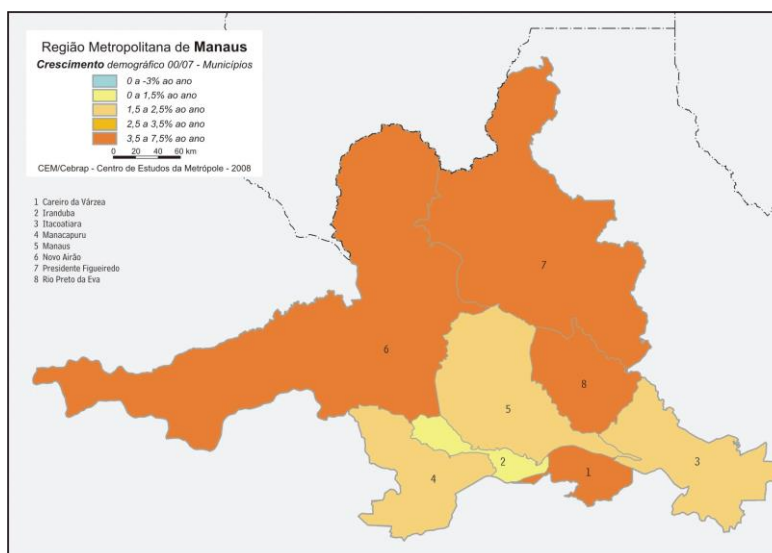 Região Metropolitana de Manaus
Crescimento demográfico 00/07 - Municípios
0 a -3% ao ano
0 a 1,5% ao ano
1,5 a 2,5% ao ano
2,5 a 3,5% ao ano
3,5 a 7,5% ao ano
0 20 40 60 km
CEM/Cebrap - Centro de Estudos da Metrópole - 2008
1 Careiro da Várzea
2 Iranduba
3 Itacoatiara
4 Manacapuru
5 Manaus
6 Novo Airão
7 Presidente Figueiredo
8 Rio Preto da Eva
7
6
8
5
2
3
1
4